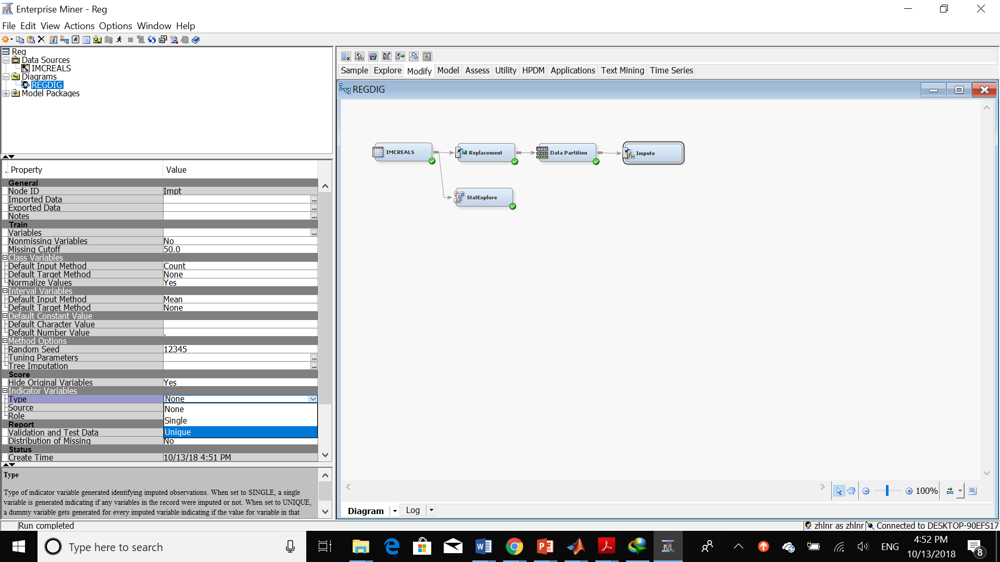 Enterprise Miner - Reg
File Edit View Actions Options Window Help
Reg
Data Sources
IMCREALS
Diagrams
REGDIG
Model Packages
. Property Value
General
Node ID Impt
Imported Data ...
Exported Data ...
Notes ...
Train
Variables ...
Nonmissing Variables No
Missing Cutoff 50.0
Class Variables
Default Input Method Count
Default Target Method None
Normalize Values Yes
Interval Variables
Default Input Method Mean
Default Target Method None
Default Constant Value
Default Character Value
Default Number Value .
Method Options
Random Seed 12345
Tuning Parameters ...
Tree Imputation ...
Score
Hide Original Variables Yes
Indicator Variables
Type None
Source
Role
None
Single
Unique
Report
Validation and Test Data
Distribution of Missing No
Status
Create Time 10/13/18 4:51 PM
Type
Type of indicator variable generated identifying imputed observations. When set to SINGLE, a single
variable is generated indicating if any variables in the record were imputed or not. When set to UNIQUE,
a dummy variable gets generated for every imputed variable indicating if the value for variable in that
Run completed
Sample Explore Modify Model Assess Utility HPDM Applications Text Mining Time Series
REGDIG
IMCREALS
Replacement
Data Partition
Impute
StatExplore
100%
Diagram Log
zhlnr as zhlnr Connected to DESKTOP-90EFS17
Type here to search
ENG
4:52 PM
10/13/2018
8